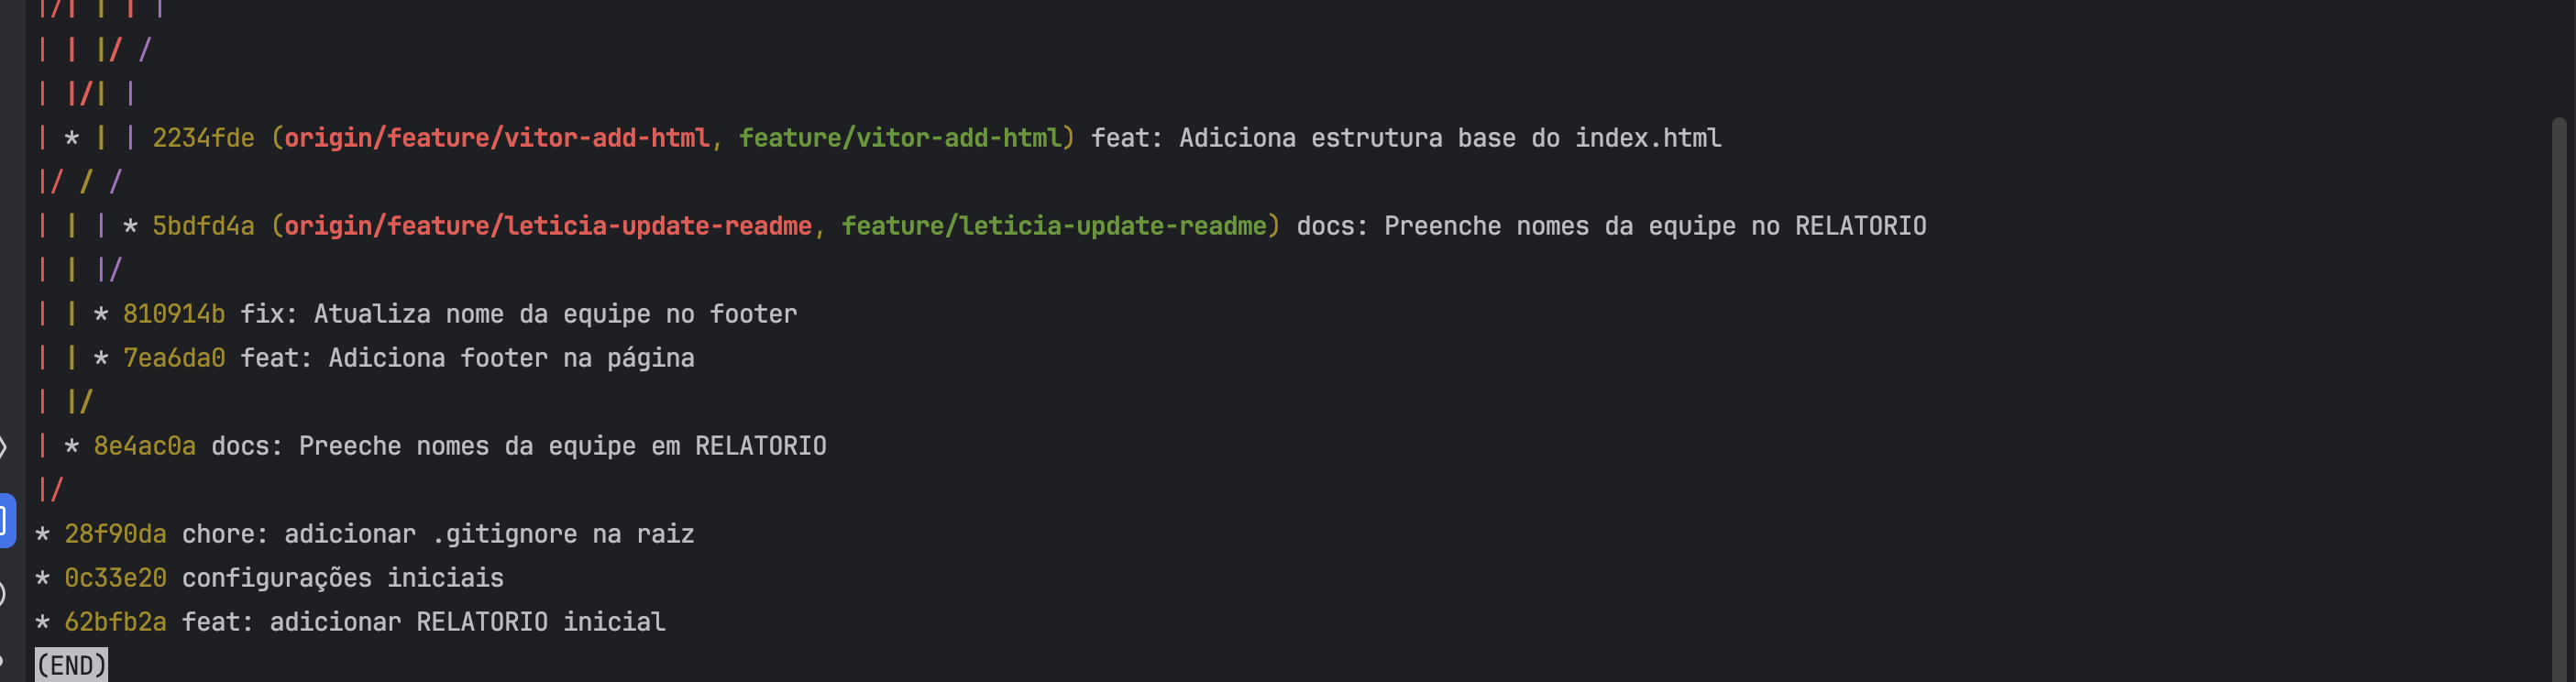 |/| | | |
| | |/ /
| |/| |
| * | | 2234fde (origin/feature/vitor-add-html, feature/vitor-add-html) feat: Adiciona estrutura base do index.html
|/ / /
| | | * 5bdfd4a (origin/feature/leticia-update-readme, feature/leticia-update-readme) docs: Preenche nomes da equipe no RELATORIO
| | |/
| | * 810914b fix: Atualiza nome da equipe no footer
| | * 7ea6da0 feat: Adiciona footer na página
| |/
| * 8e4ac0a docs: Preeche nomes da equipe em RELATORIO
|/
* 28f90da chore: adicionar .gitignore na raiz
* 0c33e20 configurações iniciais
* 62bfb2a feat: adicionar RELATORIO inicial
(END)